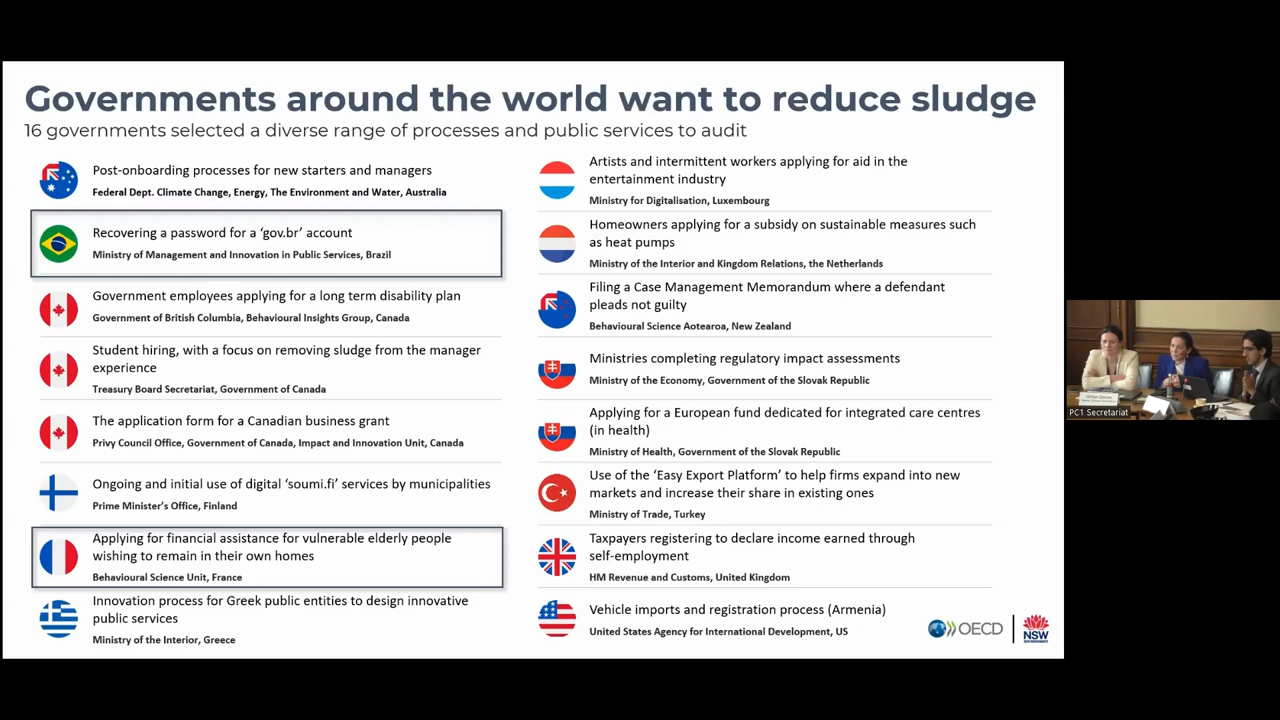 Governments around the world want to reduce sludge
16 governments selected a diverse range of processes and public services to audit
Post-onboarding processes for new starters and managers
Federal Dept. Climate Change, Energy, The Environment and Water, Australia
Recovering a password for a ‘gov.br’ account
Ministry of Management and Innovation in Public Services, Brazil
Government employees applying for a long term disability plan
Government of British Columbia, Behavioural Insights Group, Canada
Student hiring, with a focus on removing sludge from the manager
experience
Treasury Board Secretariat, Government of Canada
The application form for a Canadian business grant
Privy Council Office, Government of Canada, Impact and Innovation Unit, Canada
Ongoing and initial use of digital ‘soumi.fi’ services by municipalities
Prime Minister’s Office, Finland
Applying for financial assistance for vulnerable elderly people
wishing to remain in their own homes
Behavioural Science Unit, France
Innovation process for Greek public entities to design innovative
public services
Ministry of the Interior, Greece
Artists and intermittent workers applying for aid in the
entertainment industry
Ministry for Digitalisation, Luxembourg
Homeowners applying for a subsidy on sustainable measures such
as heat pumps
Ministry of the Interior and Kingdom Relations, the Netherlands
Filing a Case Management Memorandum where a defendant
pleads not guilty
Behavioural Science Aotearoa, New Zealand
Ministries completing regulatory impact assessments
Ministry of the Economy, Government of the Slovak Republic
Applying for a European fund dedicated for integrated care centres
(in health)
Ministry of Health, Government of the Slovak Republic
Use of the ‘Easy Export Platform’ to help firms expand into new
markets and increase their share in existing ones
Ministry of Trade, Turkey
Taxpayers registering to declare income earned through
self-employment
HM Revenue and Customs, United Kingdom
Vehicle imports and registration process (Armenia)
United States Agency for International Development, US
OECD
NSW
GOVERNMENT
PC1 Secretariat